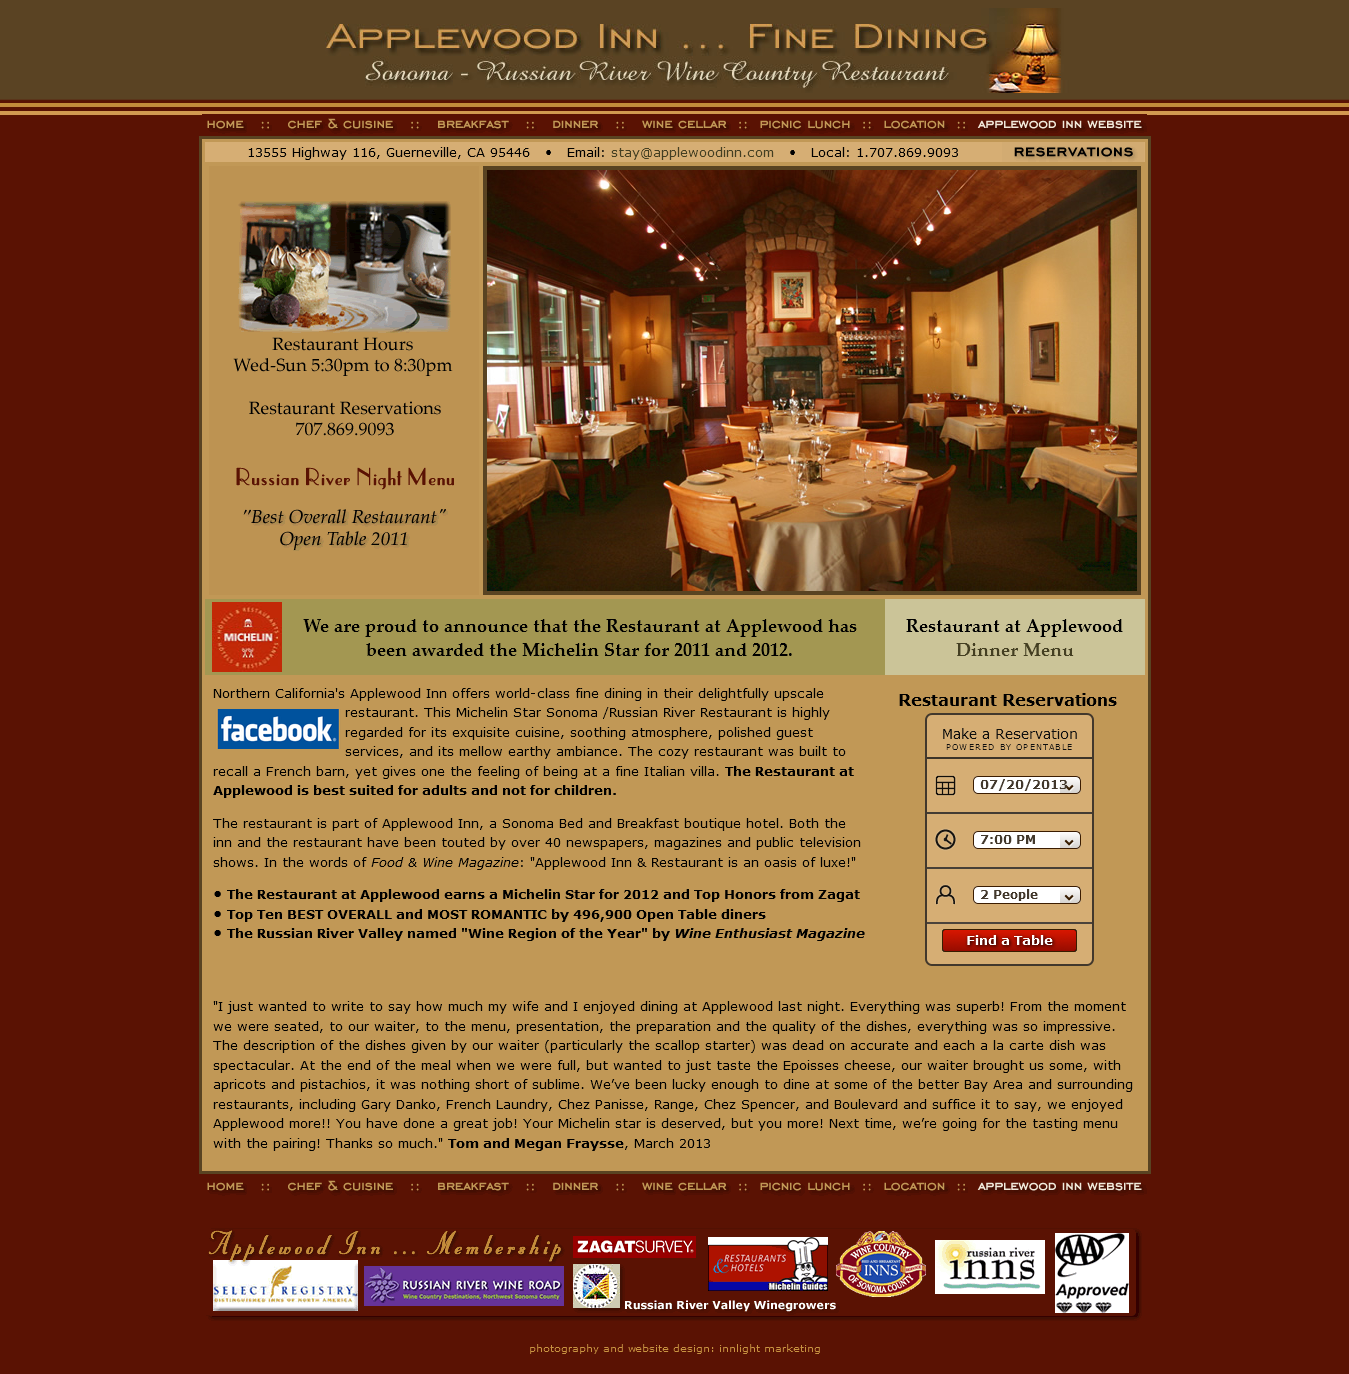 Applewood Inn ... Fine Dining
Sonoma - Russian River Wine Country Restaurant
HOME :: CHEF & CUISINE :: BREAKFAST :: DINNER :: WINE CELLAR :: PICNIC LUNCH :: LOCATION :: APPLEWOOD INN WEBSITE
13555 Highway 116, Guerneville, CA 95446 • Email: stay@applewoodinn.com • Local: 1.707.869.9093 RESERVATIONS
Restaurant Hours
Wed-Sun 5:30pm to 8:30pm
Restaurant Reservations
707.869.9093
Russian River Night Menu
"Best Overall Restaurant"
Open Table 2011
HOTELS & RESTAURANTS
MICHELIN
HOTELS & RESTAURANTS
We are proud to announce that the Restaurant at Applewood has
been awarded the Michelin Star for 2011 and 2012.
Restaurant at Applewood
Dinner Menu
Northern California's Applewood Inn offers world-class fine dining in their delightfully upscale
facebook
restaurant. This Michelin Star Sonoma /Russian River Restaurant is highly
regarded for its exquisite cuisine, soothing atmosphere, polished guest
services, and its mellow earthy ambiance. The cozy restaurant was built to
recall a French barn, yet gives one the feeling of being at a fine Italian villa. The Restaurant at
Applewood is best suited for adults and not for children.
The restaurant is part of Applewood Inn, a Sonoma Bed and Breakfast boutique hotel. Both the
inn and the restaurant have been touted by over 40 newspapers, magazines and public television
shows. In the words of Food & Wine Magazine: "Applewood Inn & Restaurant is an oasis of luxe!"
• The Restaurant at Applewood earns a Michelin Star for 2012 and Top Honors from Zagat
• Top Ten BEST OVERALL and MOST ROMANTIC by 496,900 Open Table diners
• The Russian River Valley named "Wine Region of the Year" by Wine Enthusiast Magazine
Restaurant Reservations
Make a Reservation
POWERED BY OPENTABLE
07/20/2013
7:00 PM
2 People
Find a Table
"I just wanted to write to say how much my wife and I enjoyed dining at Applewood last night. Everything was superb! From the moment
we were seated, to our waiter, to the menu, presentation, the preparation and the quality of the dishes, everything was so impressive.
The description of the dishes given by our waiter (particularly the scallop starter) was dead on accurate and each a la carte dish was
spectacular. At the end of the meal when we were full, but wanted to just taste the Epoisses cheese, our waiter brought us some, with
apricots and pistachios, it was nothing short of sublime. We’ve been lucky enough to dine at some of the better Bay Area and surrounding
restaurants, including Gary Danko, French Laundry, Chez Panisse, Range, Chez Spencer, and Boulevard and suffice it to say, we enjoyed
Applewood more!! You have done a great job! Your Michelin star is deserved, but you more! Next time, we’re going for the tasting menu
with the pairing! Thanks so much." Tom and Megan Fraysse, March 2013
HOME :: CHEF & CUISINE :: BREAKFAST :: DINNER :: WINE CELLAR :: PICNIC LUNCH :: LOCATION :: APPLEWOOD INN WEBSITE
Applewood Inn ... Membership
SELECT REGISTRY
DISTINGUISHED INNS OF NORTH AMERICA
RUSSIAN RIVER WINE ROAD
Wine Country Destinations, Northwest Sonoma County
ZAGATSURVEY
Russian River Valley Winegrowers
RESTAURANTS
& HOTELS
Michelin Guides
WINE COUNTRY
BED AND BREAKFAST
INNS
OF SONOMA COUNTY
russian river
inns
AAA
Approved
photography and website design: innlight marketing